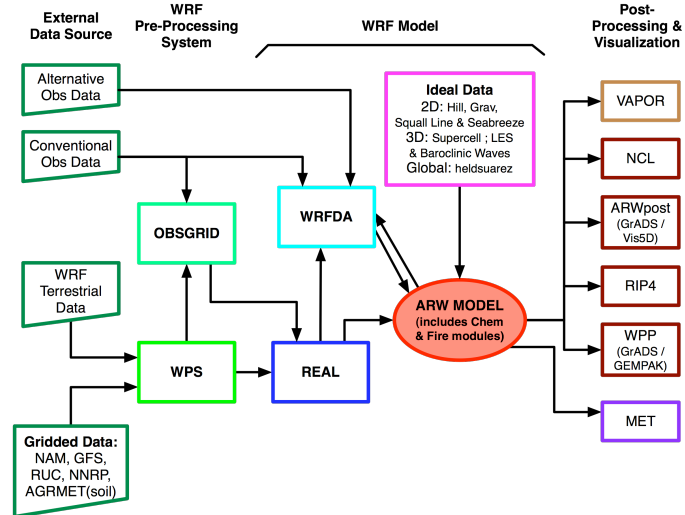 External
Data Source
WRF
Pre-Processing
System
WRF Model
Post-
Processing &
Visualization
Alternative
Obs Data
Conventional
Obs Data
WRF
Terrestrial
Data
Gridded Data:
NAM, GFS,
RUC, NNRP,
AGRMET(soil)
OBSGRID
WPS
WRFDA
REAL
Ideal Data
2D: Hill, Grav,
Squall Line & Seabreeze
3D: Supercell ; LES
& Baroclinic Waves
Global: heldsuarez
ARW MODEL
(includes Chem
& Fire modules)
VAPOR
NCL
ARWpost
(GrADS /
Vis5D)
RIP4
WPP
(GrADS /
GEMPAK)
MET